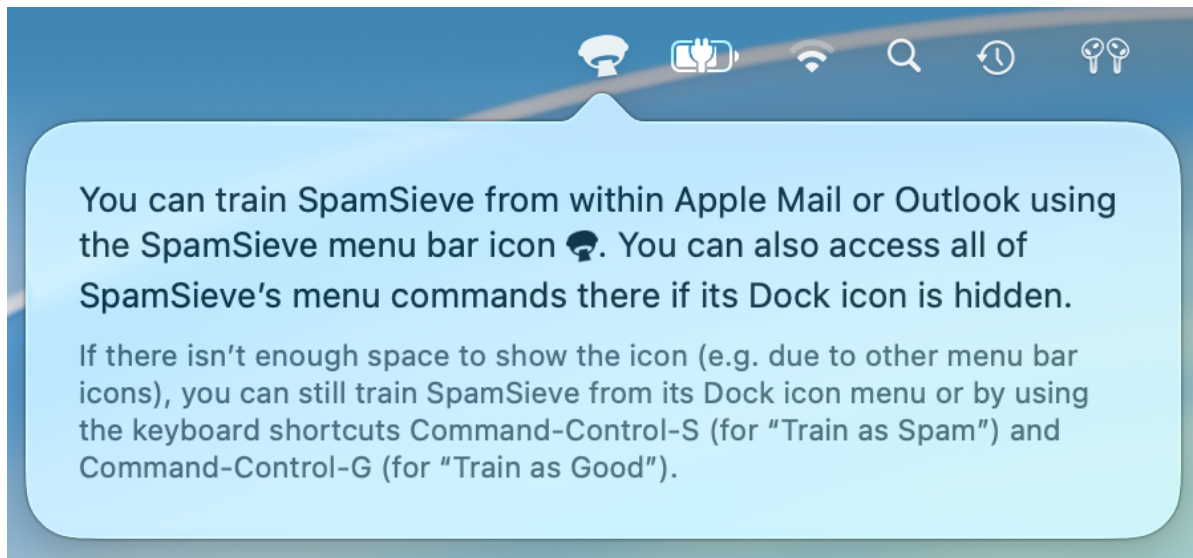 You can train SpamSieve from within Apple Mail or Outlook using
the SpamSieve menu bar icon . You can also access all of
SpamSieve’s menu commands there if its Dock icon is hidden.
If there isn’t enough space to show the icon (e.g. due to other menu bar
icons), you can still train SpamSieve from its Dock icon menu or by using
the keyboard shortcuts Command-Control-S (for “Train as Spam”) and
Command-Control-G (for “Train as Good”).